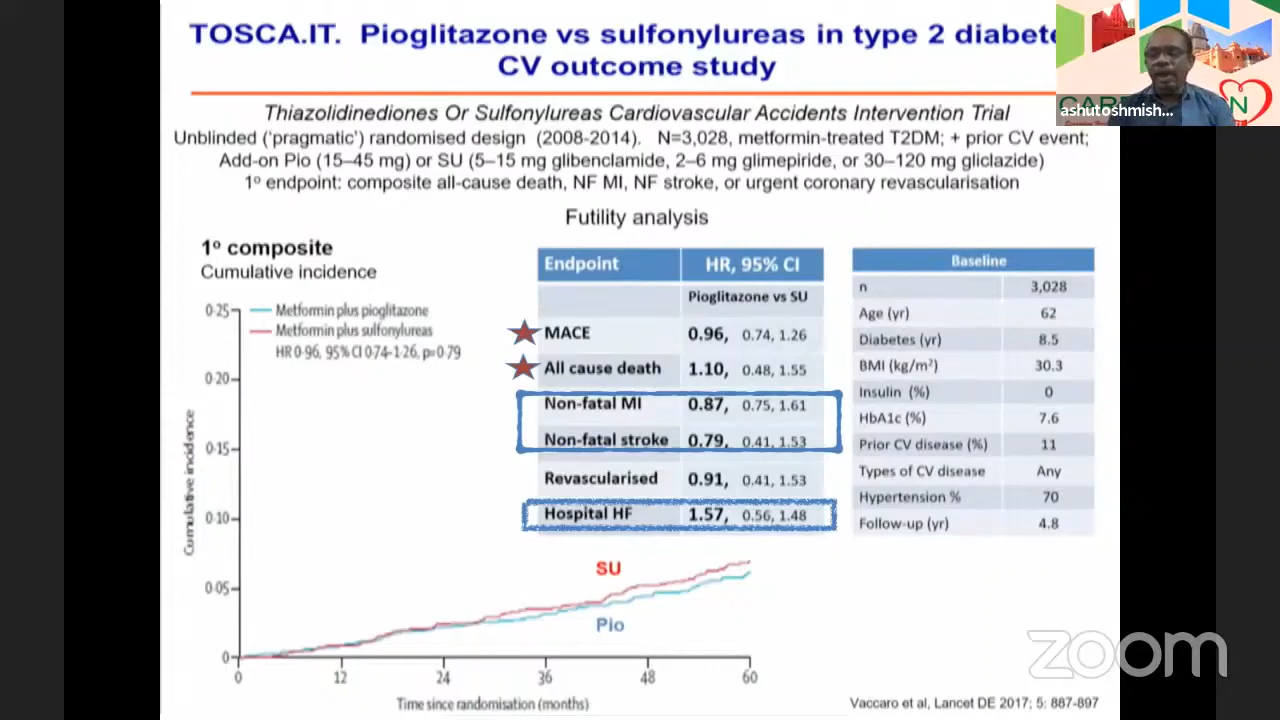 TOSCA.IT. Pioglitazone vs sulfonylureas in type 2 diabete
CV outcome study
Thiazolidinediones Or Sulfonylureas Cardiovascular Accidents Intervention Trial
Unblinded ('pragmatic') randomised design (2008-2014). N=3,028, metformin-treated T2DM; + prior CV event;
Add-on Pio (15–45 mg) or SU (5–15 mg glibenclamide, 2–6 mg glimepiride, or 30–120 mg gliclazide)
1º endpoint: composite all-cause death, NF MI, NF stroke, or urgent coronary revascularisation
Futility analysis
1º composite
Cumulative incidence
0·25
Metformin plus pioglitazone
Metformin plus sulfonylureas
HR 0·96, 95% CI 0·74–1·26, p=0·79
0·20
0·15
0·10
0·05
0
Cumulative incidence
SU
Pio
0 12 24 36 48 60
Time since randomisation (months)
Endpoint HR, 95% CI
Pioglitazone vs SU
MACE 0.96, 0.74, 1.26
All cause death 1.10, 0.48, 1.55
Non-fatal MI 0.87, 0.75, 1.61
Non-fatal stroke 0.79, 0.41, 1.53
Revascularised 0.91, 0.41, 1.53
Hospital HF 1.57, 0.56, 1.48
Baseline
n 3,028
Age (yr) 62
Diabetes (yr) 8.5
BMI (kg/m²) 30.3
Insulin (%) 0
HbA1c (%) 7.6
Prior CV disease (%) 11
Types of CV disease Any
Hypertension % 70
Follow-up (yr) 4.8
Vaccaro et al, Lancet DE 2017; 5: 887-897
ashutoshmish...
zoom